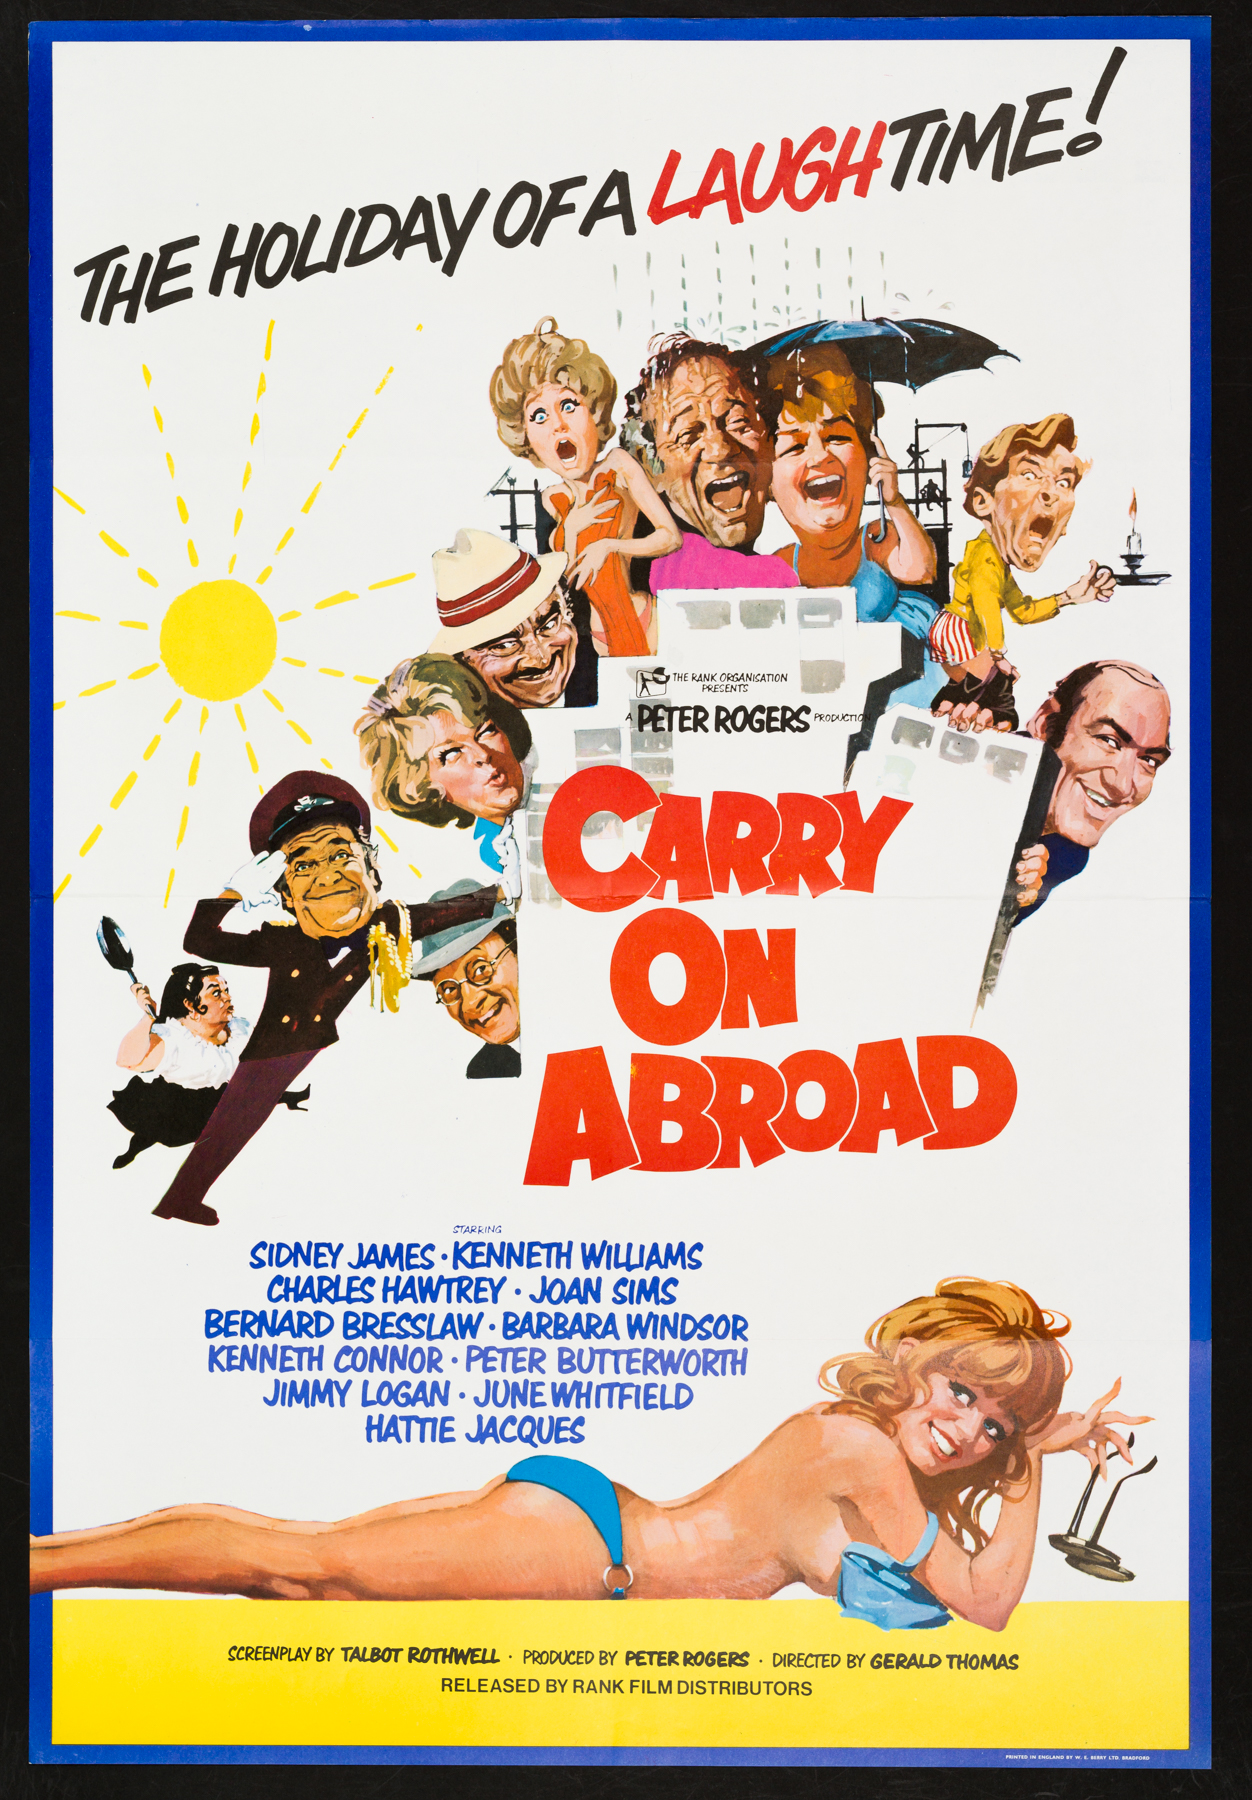 THE HOLIDAY OF A LAUGHTIME!
THE RANK ORGANISATION
PRESENTS
A PETER ROGERS PRODUCTION
CARRY
ON
ABROAD
STARRING
SIDNEY JAMES · KENNETH WILLIAMS
CHARLES HAWTREY · JOAN SIMS
BERNARD BRESSLAW · BARBARA WINDSOR
KENNETH CONNOR · PETER BUTTERWORTH
JIMMY LOGAN · JUNE WHITFIELD
HATTIE JACQUES
SCREENPLAY BY TALBOT ROTHWELL · PRODUCED BY PETER ROGERS · DIRECTED BY GERALD THOMAS
RELEASED BY RANK FILM DISTRIBUTORS
PRINTED IN ENGLAND BY W. E. BERRY LTD. BRADFORD